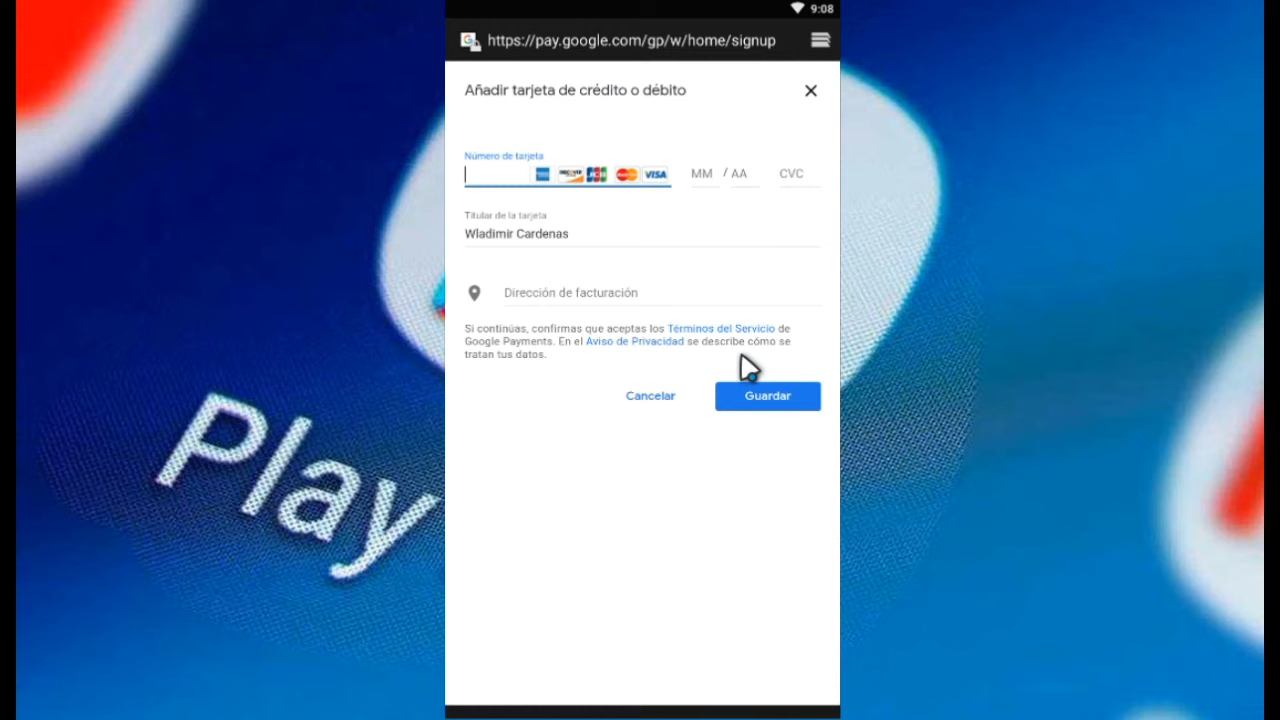 9:08
https://pay.google.com/gp/w/home/signup
Añadir tarjeta de crédito o débito
Número de tarjeta
DISCOVER JCB VISA MM / AA CVC
Titular de la tarjeta
Wladimir Cardenas
Dirección de facturación
Si continúas, confirmas que aceptas los Términos del Servicio de
Google Payments. En el Aviso de Privacidad se describe cómo se
tratan tus datos.
Cancelar Guardar
Play